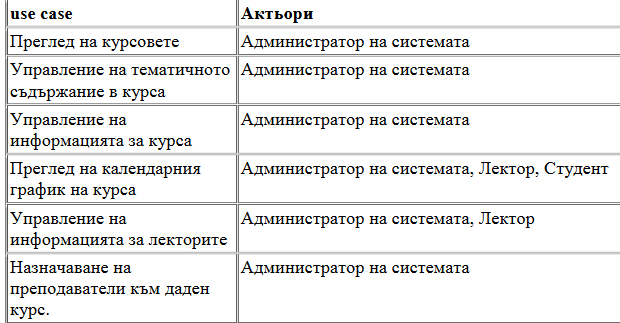 use case Актьори
Преглед на курсовете Администратор на системата
Управление на тематичното Администратор на системата
съдържание в курса
Управление на Администратор на системата
информацията за курса
Преглед на календарния Администратор на системата, Лектор, Студент
график на курса
Управление на Администратор на системата, Лектор
информацията за лекторите
Назначаване на Администратор на системата
преподаватели към даден
курс.